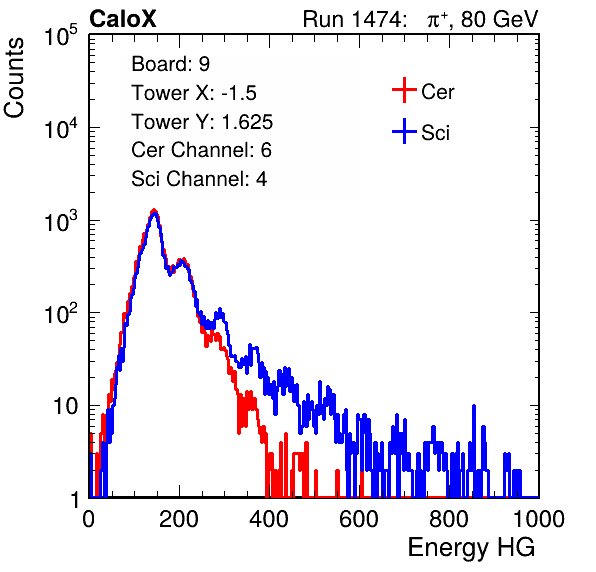 CaloX Run 1474: π⁺, 80 GeV
Counts
10⁵
10⁴
10³
10²
10
1
Board: 9
Tower X: -1.5
Tower Y: 1.625
Cer Channel: 6
Sci Channel: 4
Cer
Sci
0 200 400 600 800 1000
Energy HG